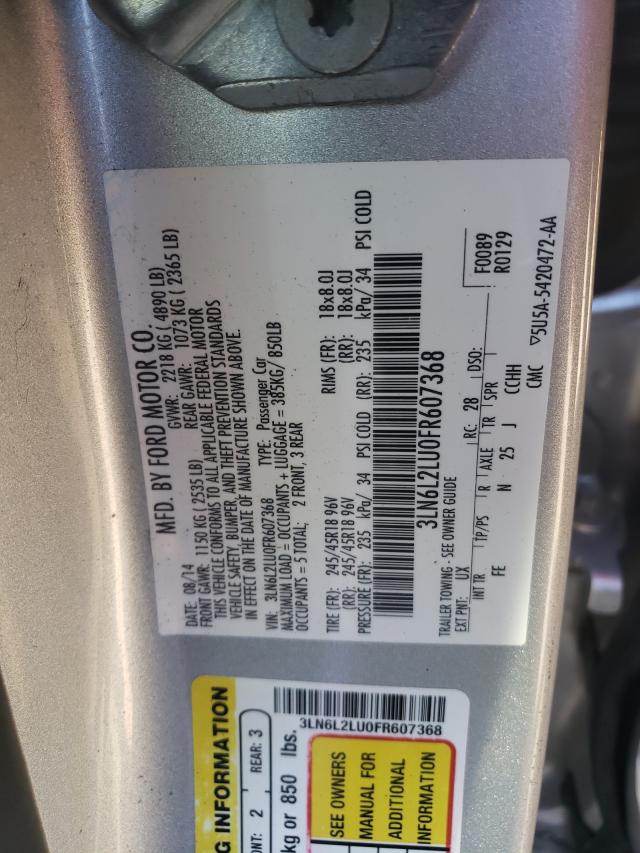 MFD. BY FORD MOTOR CO.
DATE: 08/14 GVWR: 2218 KG ( 4890 LB)
FRONT GAWR: 1150 KG ( 2535 LB) REAR GAWR: 1073 KG ( 2365 LB)
THIS VEHICLE CONFORMS TO ALL APPLICABLE FEDERAL MOTOR
VEHICLE SAFETY, BUMPER, AND THEFT PREVENTION STANDARDS
IN EFFECT ON THE DATE OF MANUFACTURE SHOWN ABOVE.
VIN: 3LN6L2LU0FR607368 TYPE: Passenger Car
MAXIMUM LOAD = OCCUPANTS + LUGGAGE = 385KG/ 850LB
OCCUPANTS = 5 TOTAL; 2 FRONT, 3 REAR
TIRE (FR): 245/45R18 96V RIMS (FR): 18x8.0J
(RR): 245/45R18 96V (RR): 18x8.0J
PRESSURE (FR): 235 kPa/ 34 PSI COLD (RR): 235 kPa/ 34 PSI COLD
3LN6L2LU0FR607368
TRAILER TOWING - SEE OWNER GUIDE F0089
EXT PNT: UX RC: 28 DSO: R0129
INT TR TP/PS R AXLE TR SPR
FE N 25 J CCHH
CMC ▽5U5A-5420472-AA
G INFORMATION
ONT: 2 REAR: 3
kg or 850 lbs.
3LN6L2LU0FR607368
SEE OWNERS
MANUAL FOR
ADDITIONAL
INFORMATION